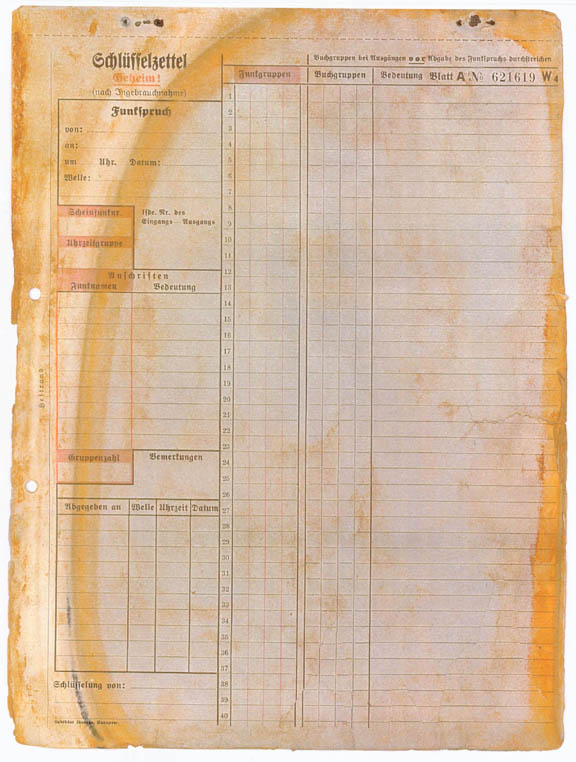 Schlüsselzettel
Geheim!
(nach Ingebrauchnahme)
Funkspruch
von:
an:
um Uhr. Datum:
Welle:
Scheinfunknr.
lfde. Nr. des
Eingangs — Ausgangs
Uhrzeitgruppe
Anschriften
Funknamen Bedeutung
Heftrand
Gruppenzahl Bemerkungen
Abgegeben an Welle Uhrzeit Datum
Schlüsselung von:
Buchgruppen bei Ausgängen vor Abgabe des Funkspruchs durchstreichen
Funkgruppen Buchgruppen Bedeutung Blatt A № 621619 W
1
2
3
4
5
6
7
8
9
10
11
12
13
14
15
16
17
18
19
20
21
22
23
24
25
26
27
28
29
30
31
32
33
34
35
36
37
38
39
40